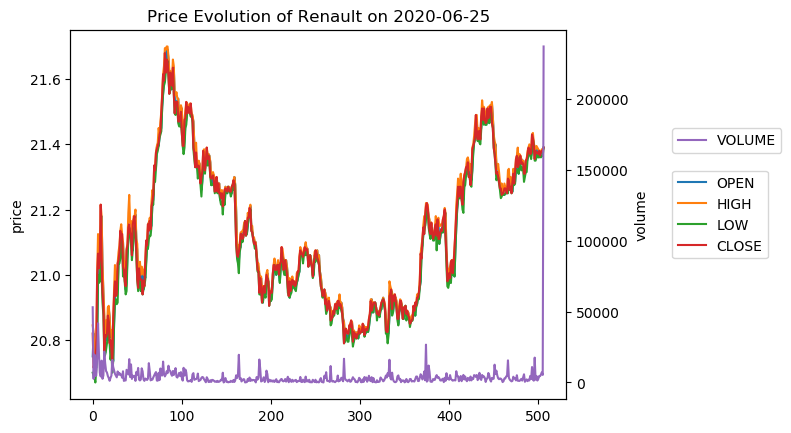 Price Evolution of Renault on 2020-06-25
21.6
21.4
21.2
21.0
20.8
price
0
100
200
300
400
500
200000
150000
100000
50000
0
volume
VOLUME
OPEN
HIGH
LOW
CLOSE